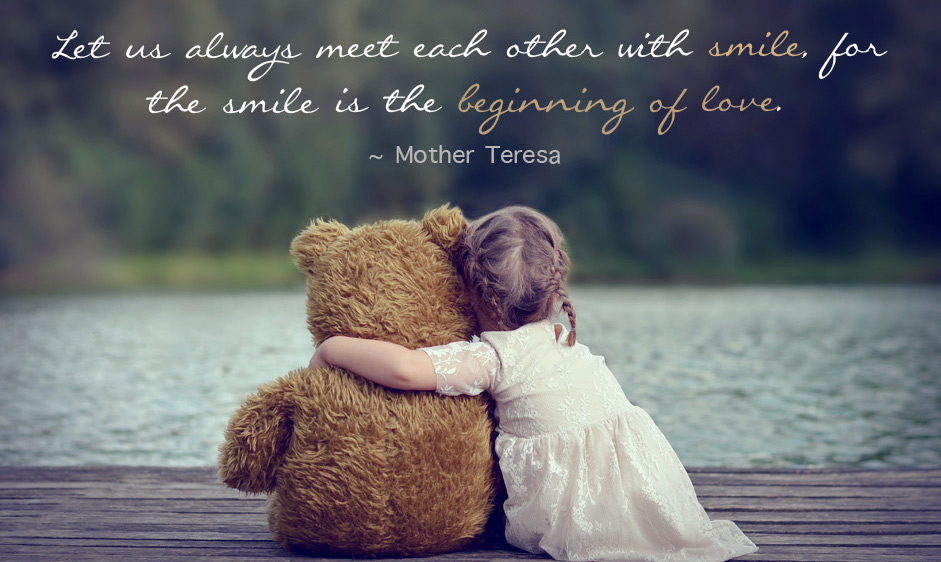 Let us always meet each other with smile, for
the smile is the beginning of love.
~ Mother Teresa